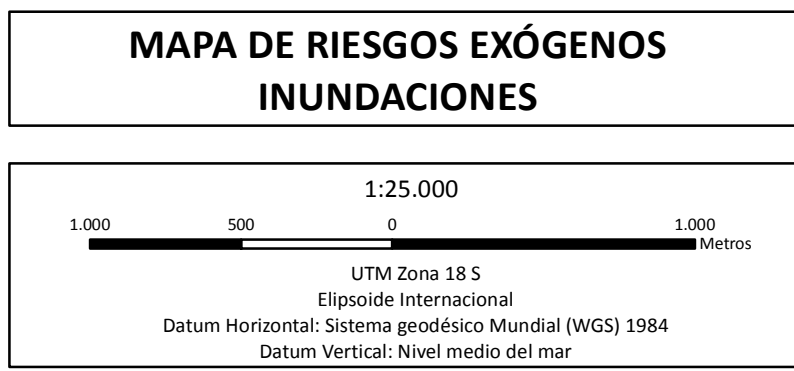 MAPA DE RIESGOS EXÓGENOS
INUNDACIONES
1:25.000
1.000 500 0 1.000
Metros
UTM Zona 18 S
Elipsoide Internacional
Datum Horizontal: Sistema geodésico Mundial (WGS) 1984
Datum Vertical: Nivel medio del mar